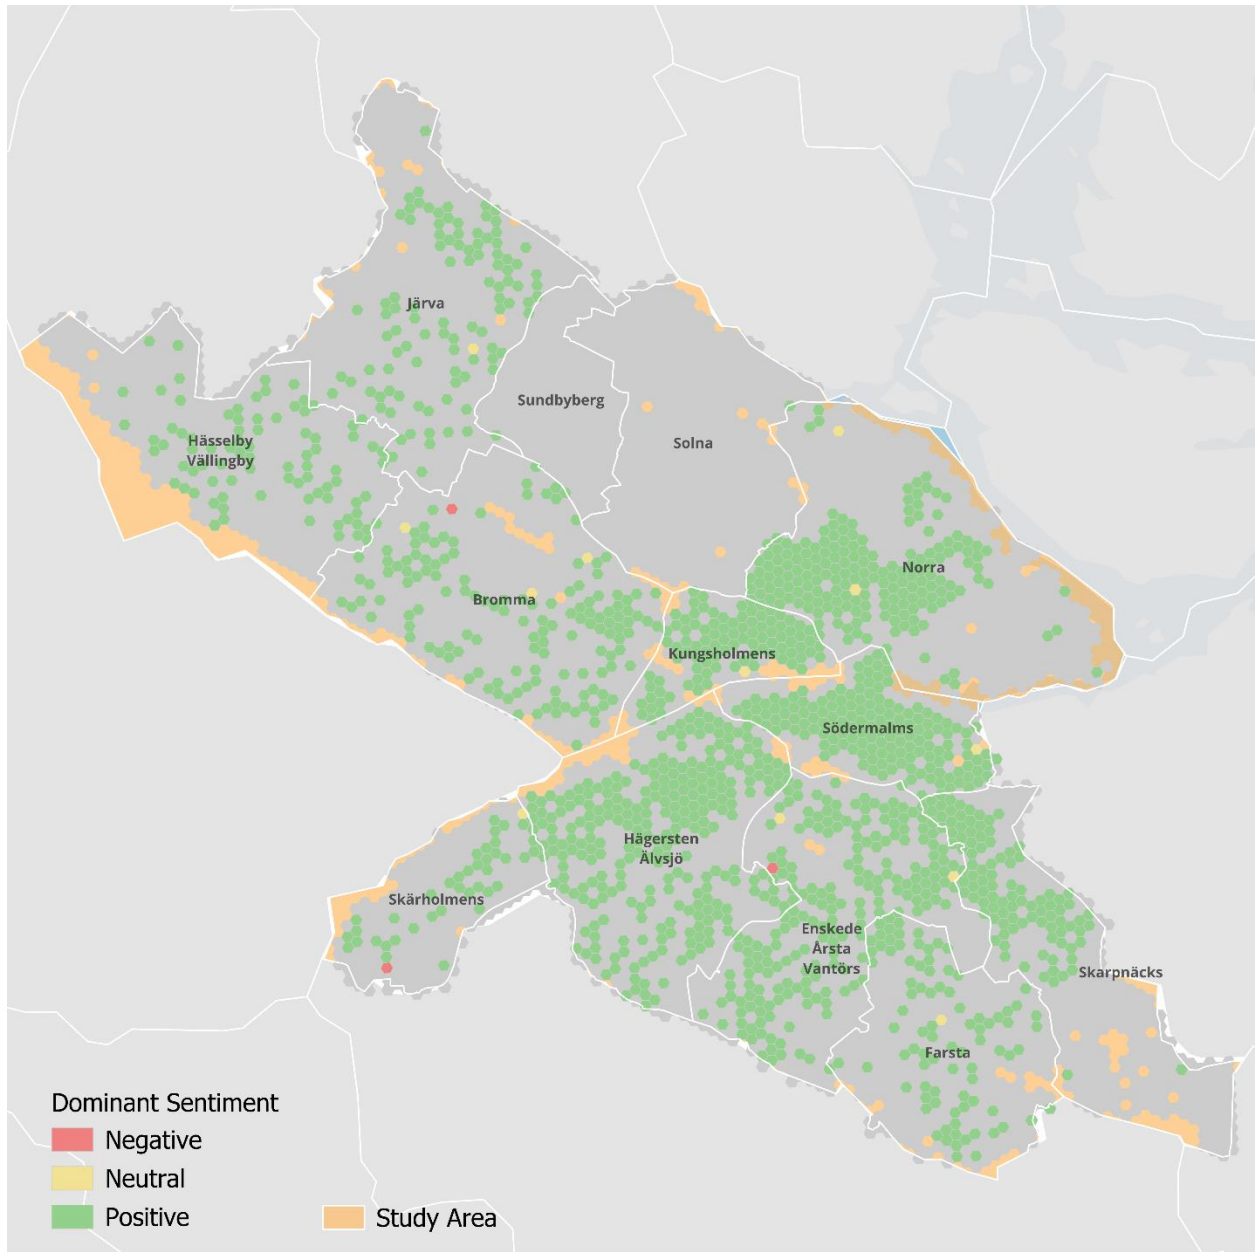 Järva
Sundbyberg
Hässelby
Vällingby
Solna
Norra
Bromma
Kungsholmens
Södermalms
Hägersten
Älvsjö
Skärholmens
Enskede
Årsta
Vantörs
Skarpnäcks
Farsta
Dominant Sentiment
Negative
Neutral
Positive
Study Area